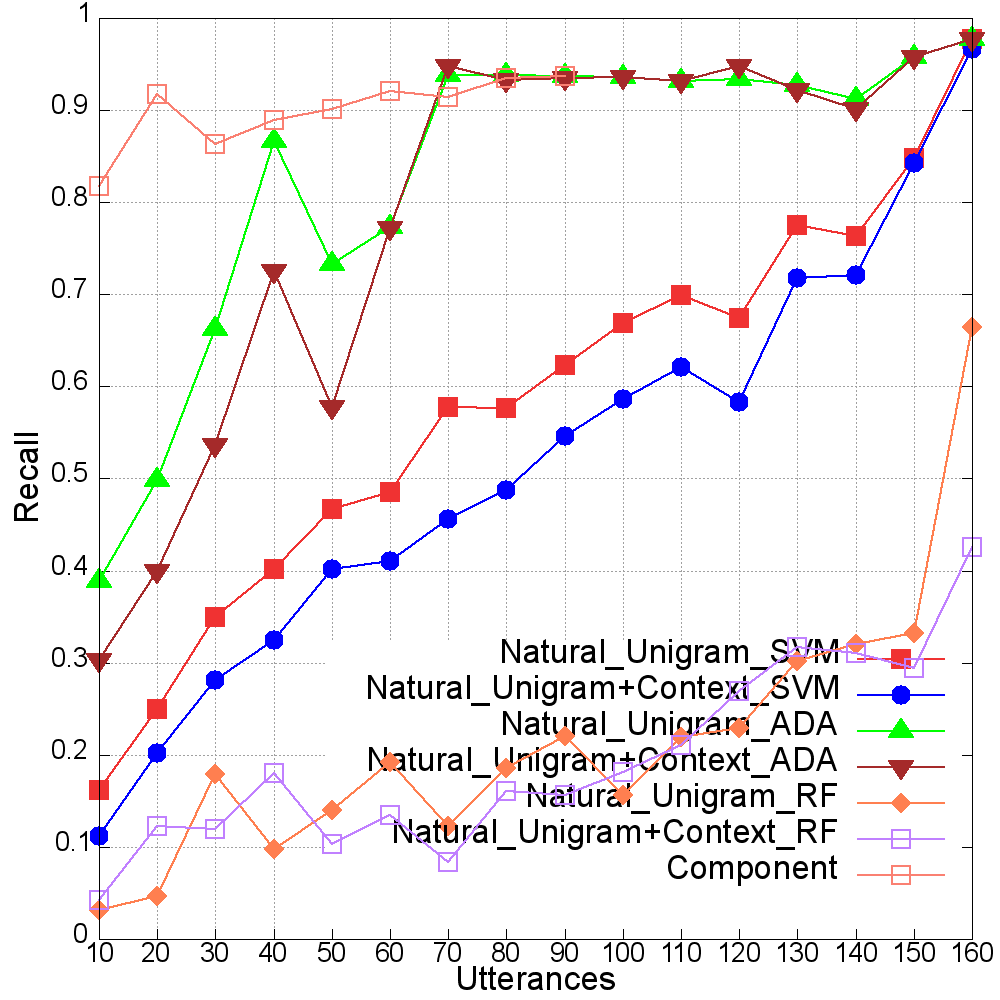 1
0.9
0.8
0.7
0.6
0.5
0.4
0.3
0.2
0.1
0
Recall
Natural_Unigram_SVM
Natural_Unigram+Context_SVM
Natural_Unigram_ADA
Natural_Unigram+Context_ADA
Natural_Unigram_RF
Natural_Unigram+Context_RF
Component
10 20 30 40 50 60 70 80 90 100 110 120 130 140 150 160
Utterances